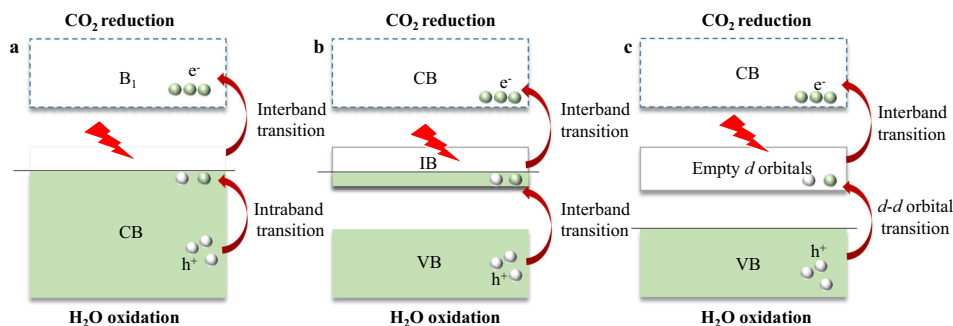 CO₂ reduction
a
B₁
e⁻
Interband
transition
CB
Intraband
transition
h⁺
H₂O oxidation
CO₂ reduction
b
CB
e⁻
Interband
transition
IB
Interband
transition
VB
h⁺
H₂O oxidation
CO₂ reduction
c
CB
e⁻
Interband
transition
Empty d orbitals
d-d orbital
transition
VB
h⁺
H₂O oxidation